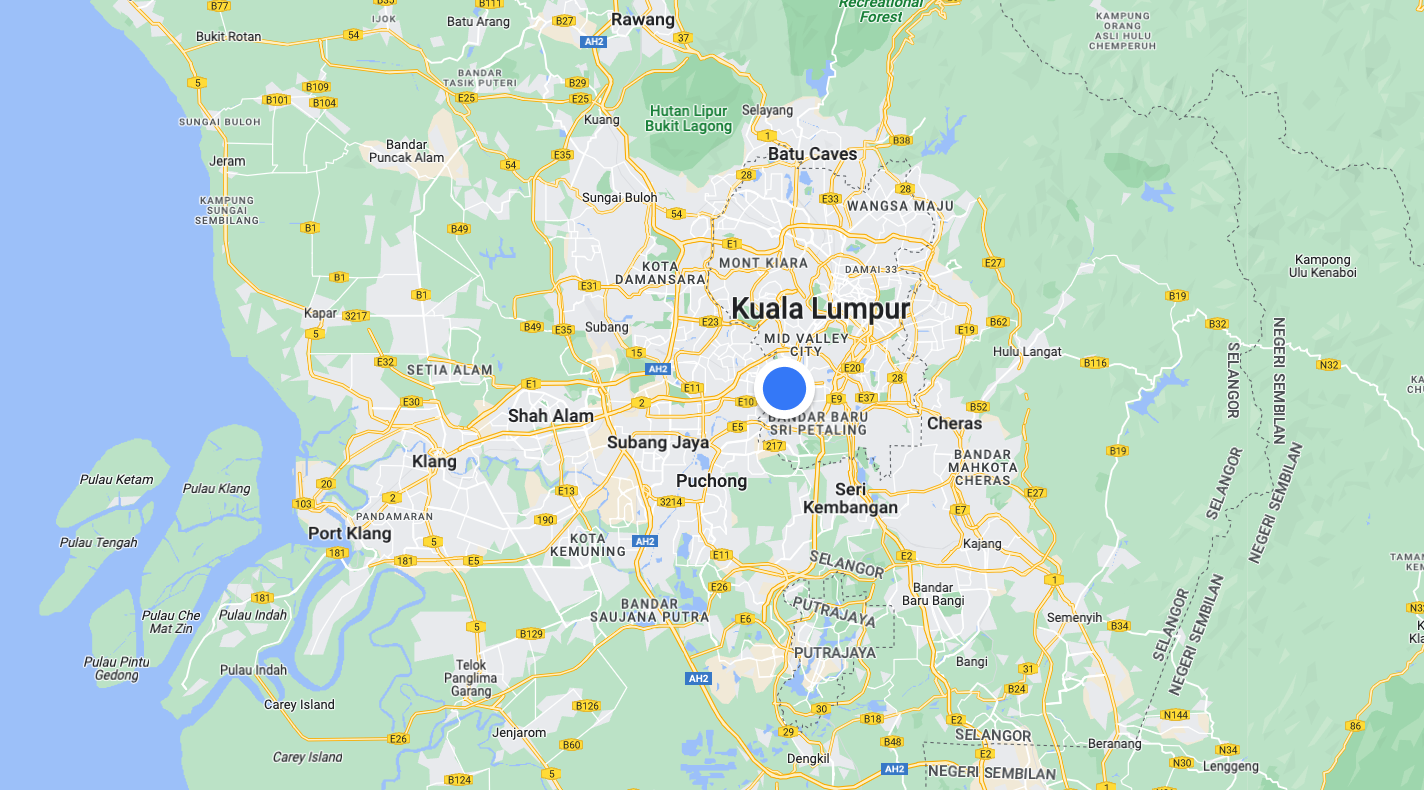 B77
B35
B111
Recreational
Forest
IJOK
Batu Arang
B27
Rawang
KAMPUNG
ORANG
ASLI HULU
CHEMPERUH
Bukit Rotan
54
AH2
37
BANDAR
TASIK PUTERI
5
B109
B29
B101
B104
E25
E25
Hutan Lipur
Bukit Lagong
Selayang
SUNGAI BULOH
Kuang
1
B38
Bandar
Puncak Alam
Batu Caves
Jeram
54
E35
28
28
Sungai Buloh
E33
WANGSA MAJU
KAMPUNG
SUNGAI
SEMBILANG
54
B1
B49
E1
MONT KIARA
E27
KOTA
DAMANSARA
DAMAI 33
Kampong
Ulu Kenaboi
B1
B1
E31
B19
Kapar
3217
Kuala Lumpur
5
B49
E35
Subang
E23
E19
B62
B32
MID VALLEY
CITY
15
Hulu Langat
SELANGOR
NEGERI SEMBILAN
E32
SETIA ALAM
AH2
E20
B116
N32
28
E1
E11
E30
2
E10
E9
E37
B52
Shah Alam
BANDAR BARU
SRI PETALING
Cheras
E5
Subang Jaya
217
B19
Klang
BANDAR
MAHKOTA
CHERAS
SELANGOR
NEGERI SEMBILAN
Pulau Ketam
Pulau Klang
20
Puchong
Seri
Kembangan
103
2
E13
3214
E27
PANDAMARAN
190
E7
Port Klang
Pulau Tengah
5
KOTA
KEMUNING
AH2
Kajang
181
181
E5
E11
E2
SELANGOR
1
E26
Bandar
Baru Bangi
181
Pulau Che
Mat Zin
Pulau Indah
BANDAR
SAUJANA PUTRA
E6
PUTRAJAYA
Semenyih
B34
SELANGOR
NEGERI SEMBILAN
5
B129
PUTRAJAYA
Pulau Pintu
Gedong
Pulau Indah
Telok
Panglima
Garang
AH2
Bangi
31
B24
Carey Island
B126
30
B18
E2
N144
86
Jenjarom
29
SELANGOR
E26
B60
B48
E2
Beranang
N34
Carey Island
Dengkil
N30
Lenggeng
B124
5
AH2
NEGERI SEMBILAN
1